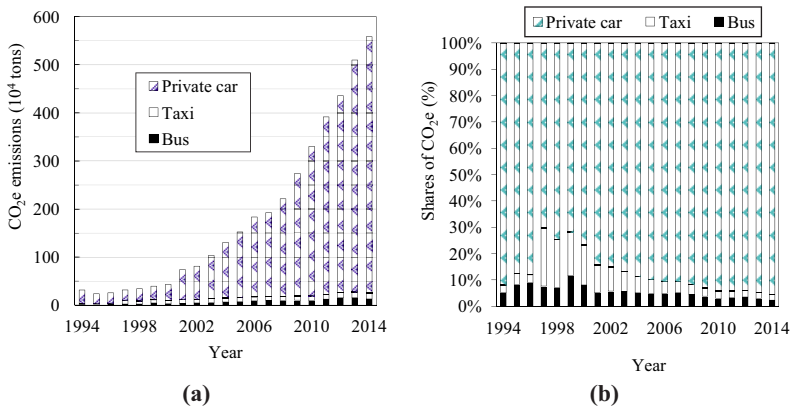 600
500
400
300
200
100
0
CO₂e emissions (10⁴ tons)
Private car
Taxi
Bus
1994 1998 2002 2006 2010 2014
Year
(a)
Private car Taxi Bus
100%
90%
80%
70%
60%
50%
40%
30%
20%
10%
0%
Shares of CO₂e (%)
1994 1998 2002 2006 2010 2014
Year
(b)